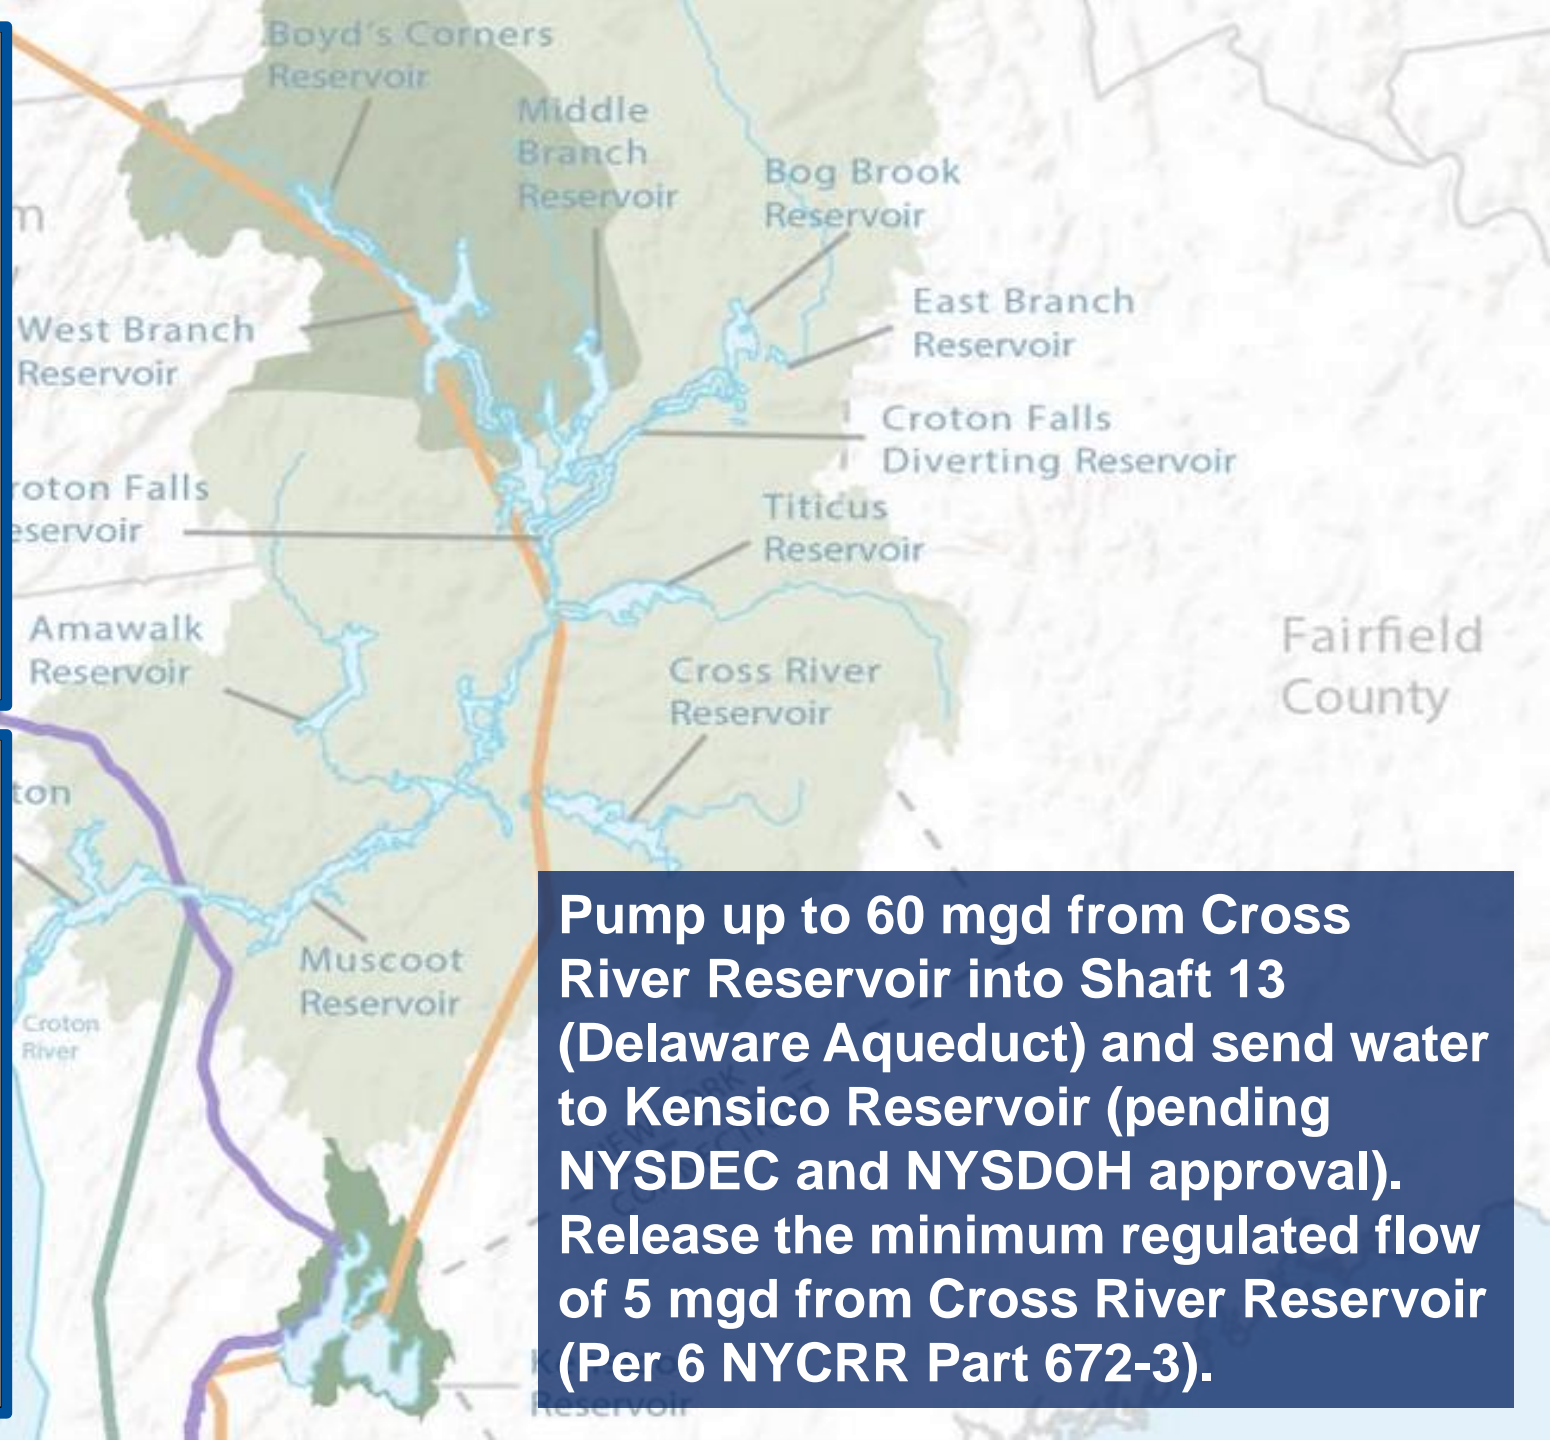 Boyd's Corners
Reservoir
Middle
Branch
Reservoir
Bog Brook
Reservoir
m
West Branch
Reservoir
East Branch
Reservoir
Croton Falls
Diverting Reservoir
roton Falls
eservoir
Titicus
Reservoir
Amawalk
Reservoir
Cross River
Reservoir
Fairfield
County
ton
Muscoot
Reservoir
Croton
River
Pump up to 60 mgd from Cross
River Reservoir into Shaft 13
(Delaware Aqueduct) and send water
to Kensico Reservoir (pending
NYSDEC and NYSDOH approval).
Release the minimum regulated flow
of 5 mgd from Cross River Reservoir
(Per 6 NYCRR Part 672-3).
Reservoir